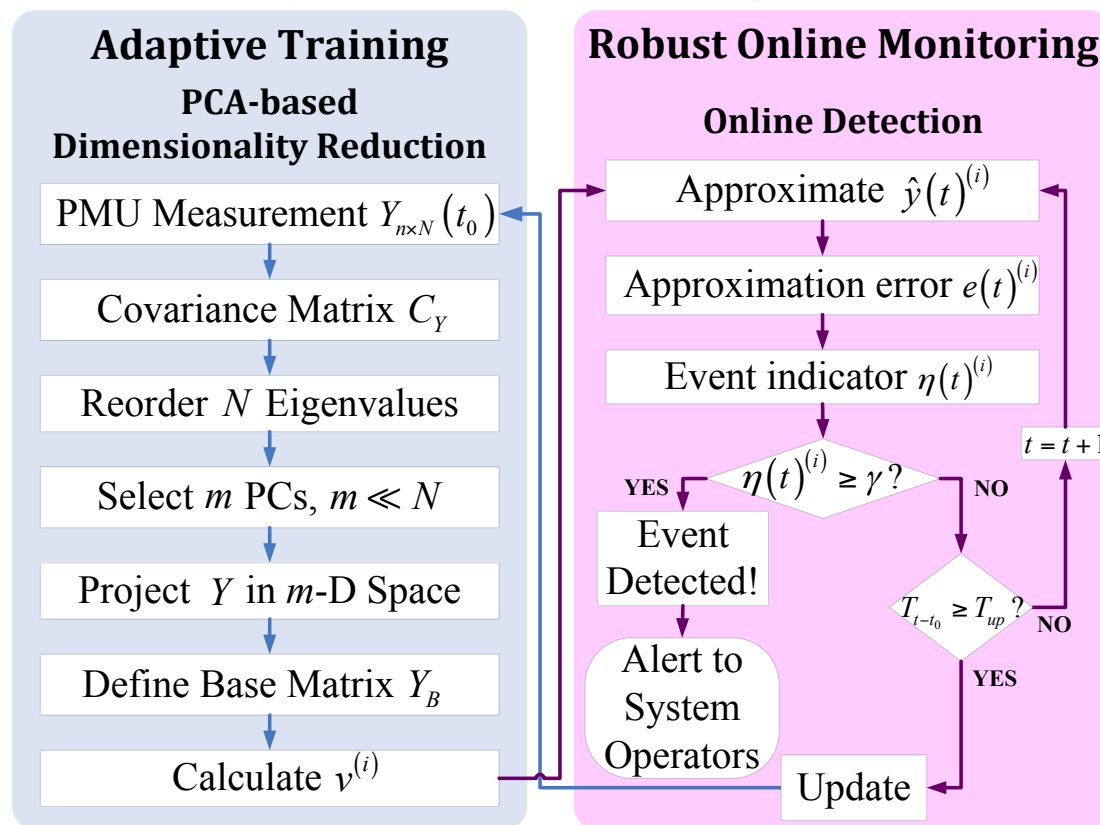 Adaptive Training
PCA-based
Dimensionality Reduction
PMU Measurement Y_{n×N}(t_0)
Covariance Matrix C_Y
Reorder N Eigenvalues
Select m PCs, m ≪ N
Project Y in m-D Space
Define Base Matrix Y_B
Calculate v^{(i)}
Robust Online Monitoring
Online Detection
Approximate ŷ(t)^{(i)}
Approximation error e(t)^{(i)}
Event indicator η(t)^{(i)}
η(t)^{(i)} ≥ γ?
YES
NO
t = t + 1
Event
Detected!
T_{t−t_0} ≥ T_{up}?
NO
YES
Alert to
System
Operators
Update